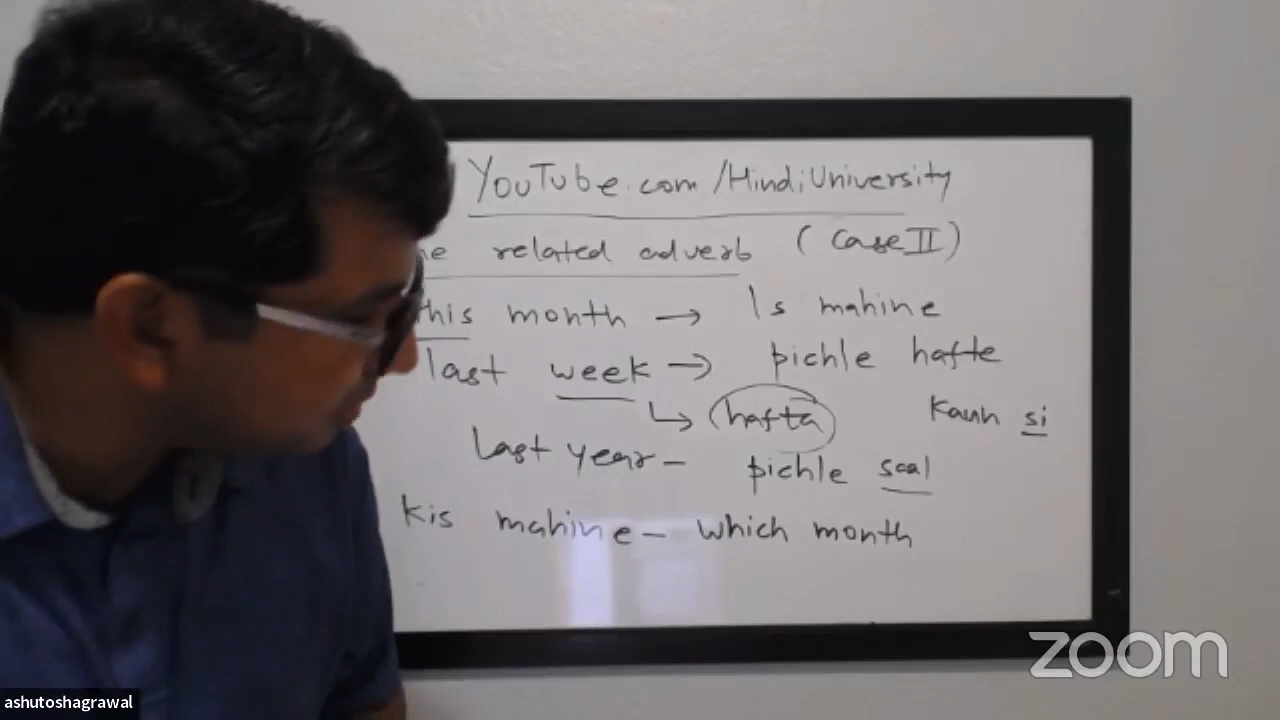 YouTube.com/HindiUniversity
related adverb (Case II)
this month → Is mahine
last week → pichle hafte
↳ hafta Kaun si
Last year - pichle saal
Kis mahine - which month
zoom
ashutoshagrawal